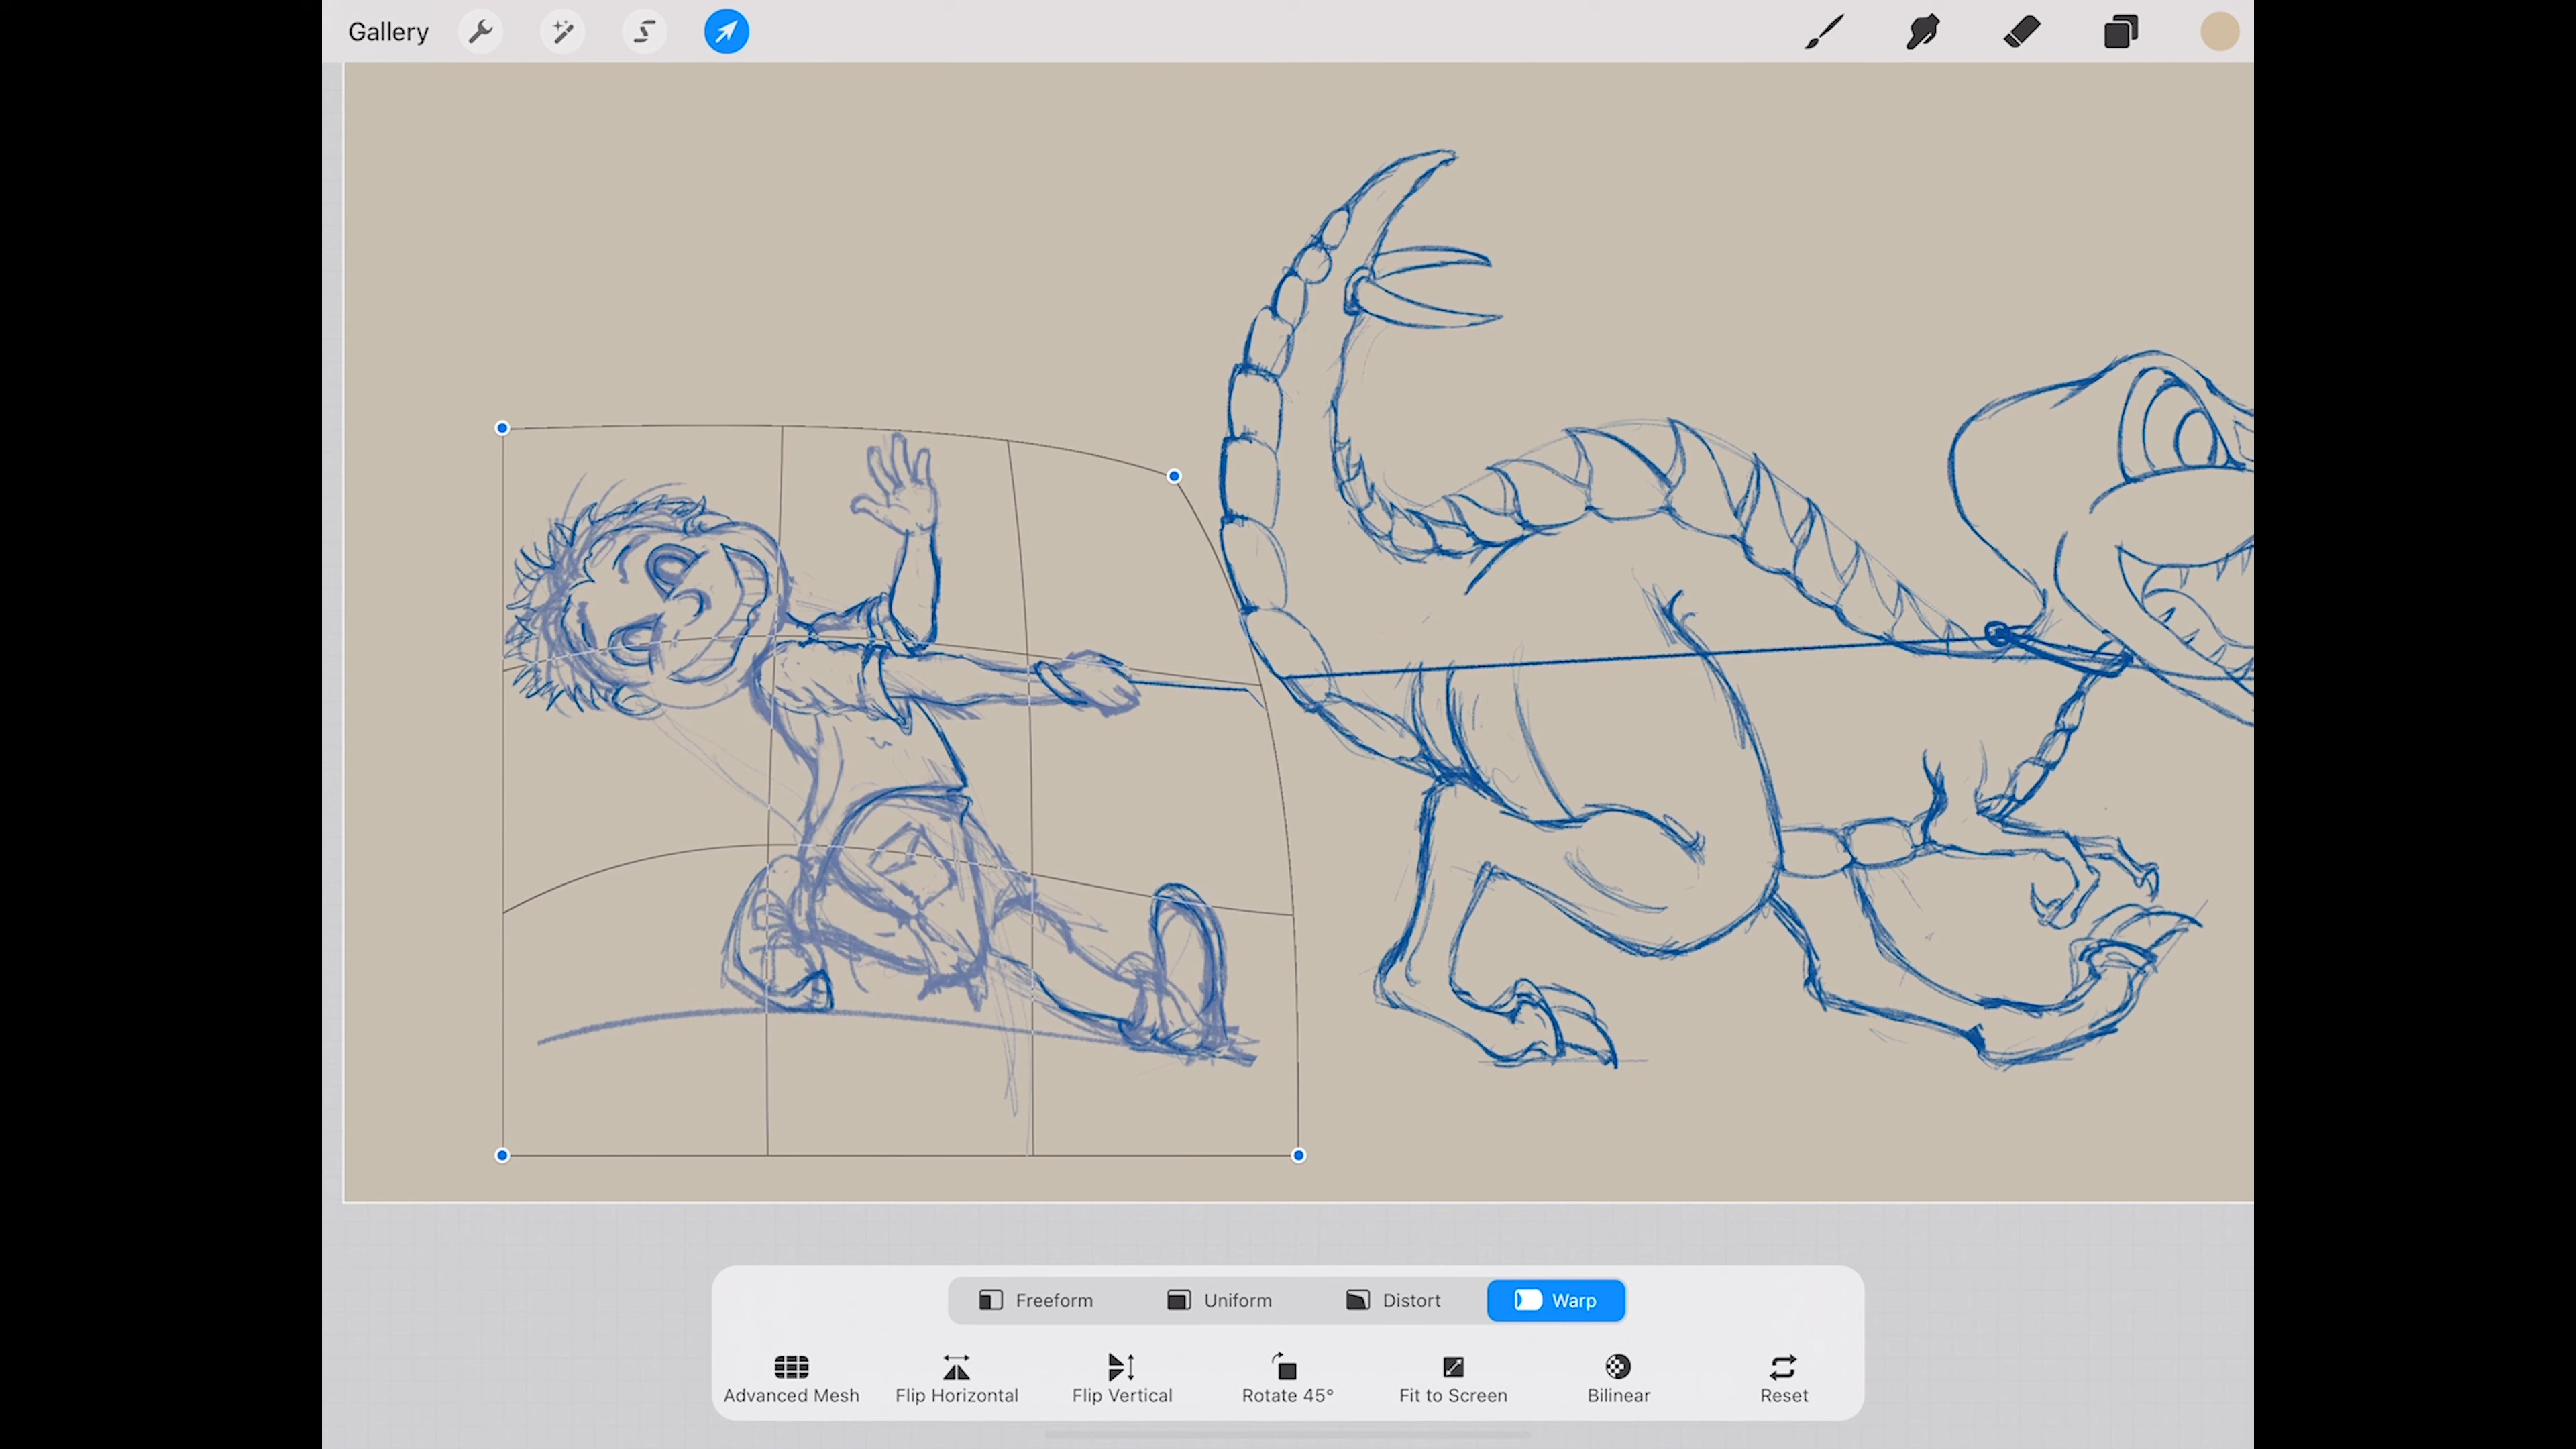 Gallery
Freeform Uniform Distort Warp
Advanced Mesh Flip Horizontal Flip Vertical Rotate 45° Fit to Screen Bilinear Reset